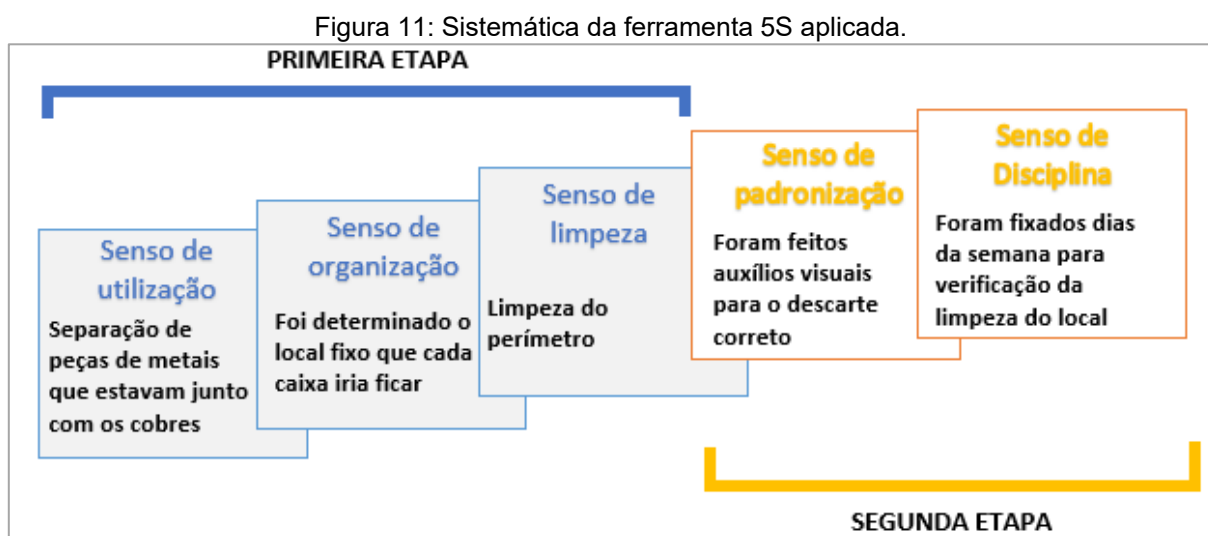 Figura 11: Sistemática da ferramenta 5S aplicada.
PRIMEIRA ETAPA
Senso de
utilização
Separação de
peças de metais
que estavam junto
com os cobres
Senso de
organização
Foi determinado o
local fixo que cada
caixa iria ficar
Senso de
limpeza
Limpeza do
perímetro
Senso de
padronização
Foram feitos
auxílios visuais
para o descarte
correto
Senso de
Disciplina
Foram fixados dias
da semana para
verificação da
limpeza do local
SEGUNDA ETAPA